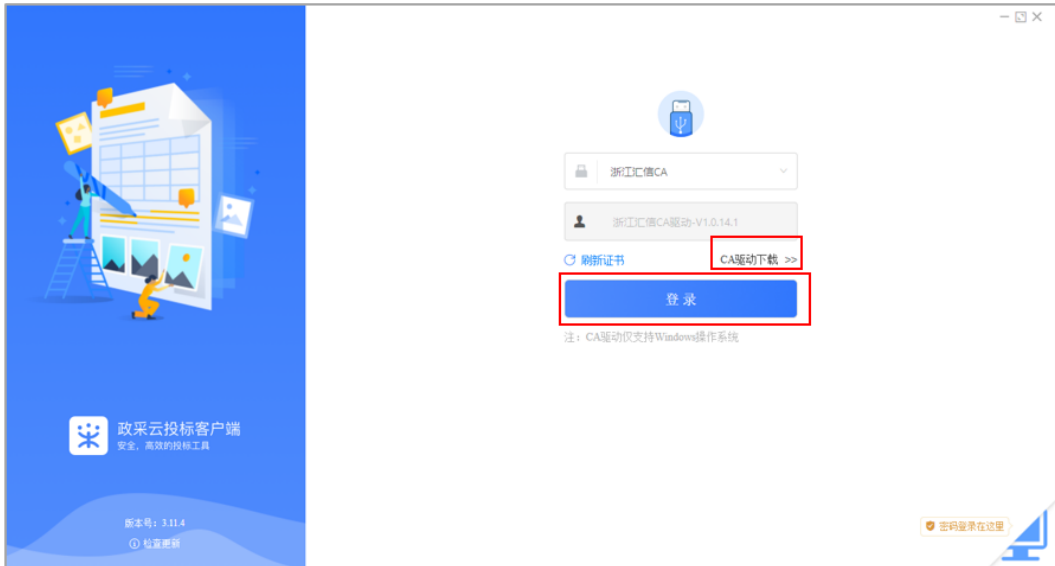 浙江汇信CA
浙江汇信CA驱动-V1.0.14.1
刷新证书
CA驱动下载 >>
登录
注：CA驱动仅支持Windows操作系统
政采云投标客户端
安全，高效的投标工具
版本号：3.11.4
检查更新
密码登录在这里